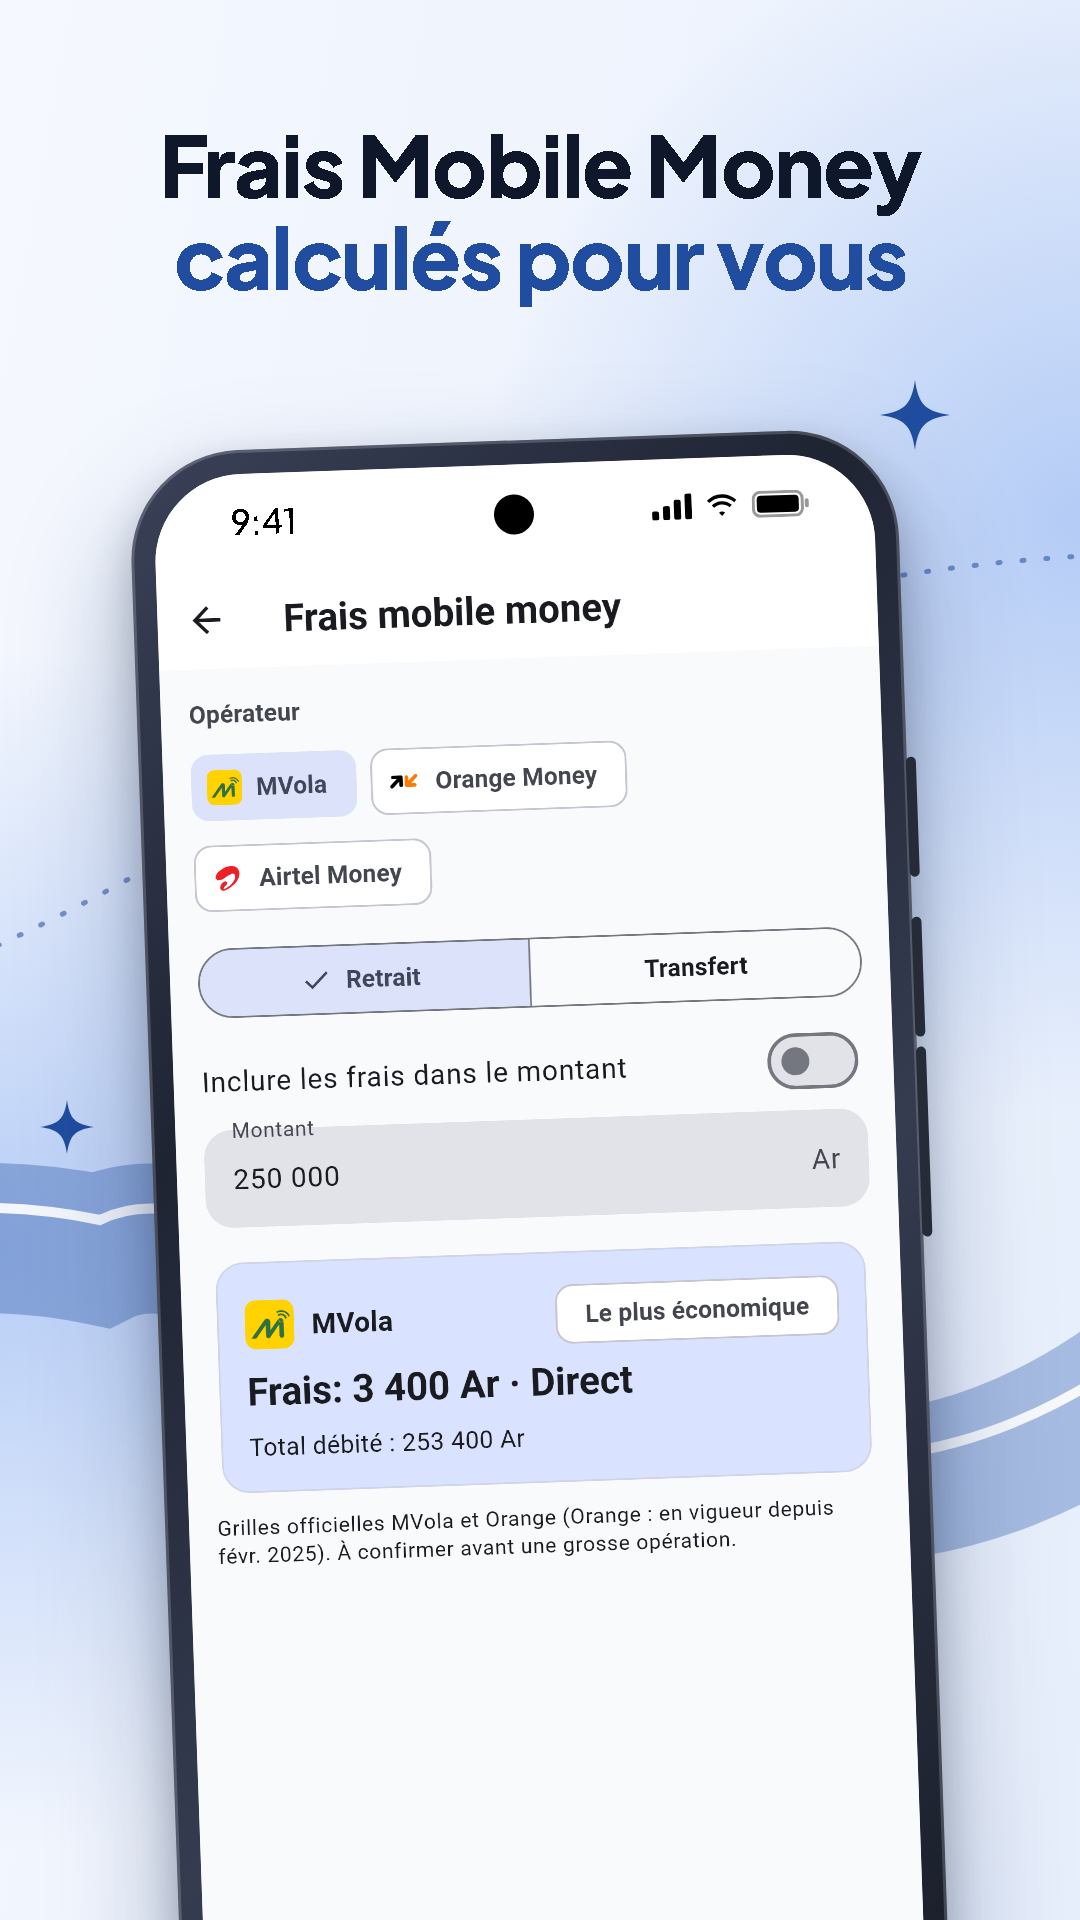 Frais Mobile Money
calculés pour vous
9:41
Frais mobile money
Opérateur
MVola
Orange Money
Airtel Money
Retrait
Transfert
Inclure les frais dans le montant
Montant
250 000
Ar
MVola
Le plus économique
Frais: 3 400 Ar · Direct
Total débité : 253 400 Ar
Grilles officielles MVola et Orange (Orange : en vigueur depuis
févr. 2025). À confirmer avant une grosse opération.